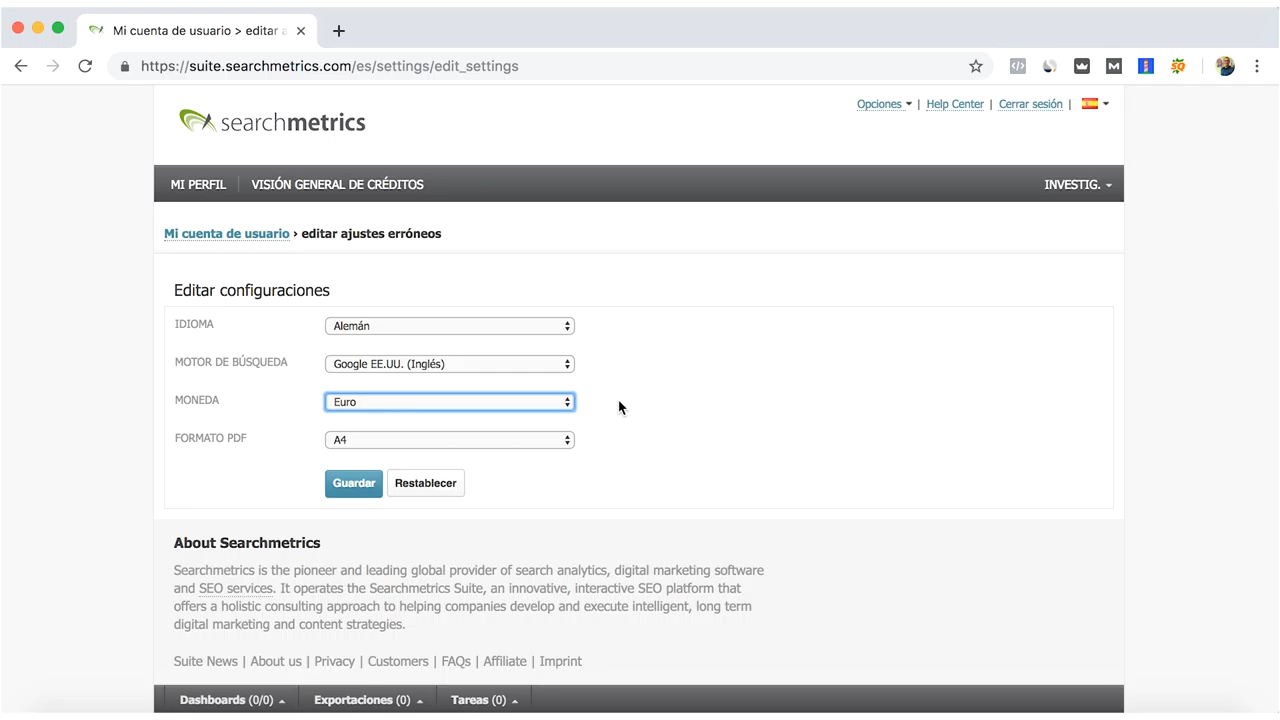 Mi cuenta de usuario > editar a
https://suite.searchmetrics.com/es/settings/edit_settings
Opciones | Help Center | Cerrar sesión |
searchmetrics
MI PERFIL VISIÓN GENERAL DE CRÉDITOS INVESTIG.
Mi cuenta de usuario › editar ajustes erróneos
Editar configuraciones
IDIOMA Alemán
MOTOR DE BÚSQUEDA Google EE.UU. (Inglés)
MONEDA Euro
FORMATO PDF A4
Guardar Restablecer
About Searchmetrics
Searchmetrics is the pioneer and leading global provider of search analytics, digital marketing software
and SEO services. It operates the Searchmetrics Suite, an innovative, interactive SEO platform that
offers a holistic consulting approach to helping companies develop and execute intelligent, long term
digital marketing and content strategies.
Suite News | About us | Privacy | Customers | FAQs | Affiliate | Imprint
Dashboards (0/0) Exportaciones (0) Tareas (0)